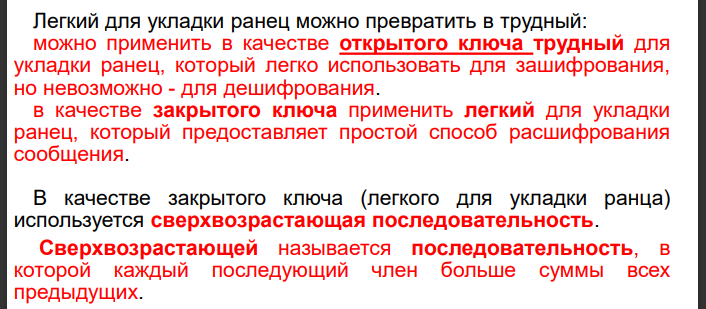 Легкий для укладки ранец можно превратить в трудный:
можно применить в качестве открытого ключа трудный для
укладки ранец, который легко использовать для зашифрования,
но невозможно - для дешифрования.
в качестве закрытого ключа применить легкий для укладки
ранец, который предоставляет простой способ расшифрования
сообщения.
В качестве закрытого ключа (легкого для укладки ранца)
используется сверхвозрастающая последовательность.
Сверхвозрастающей называется последовательность, в
которой каждый последующий член больше суммы всех
предыдущих.